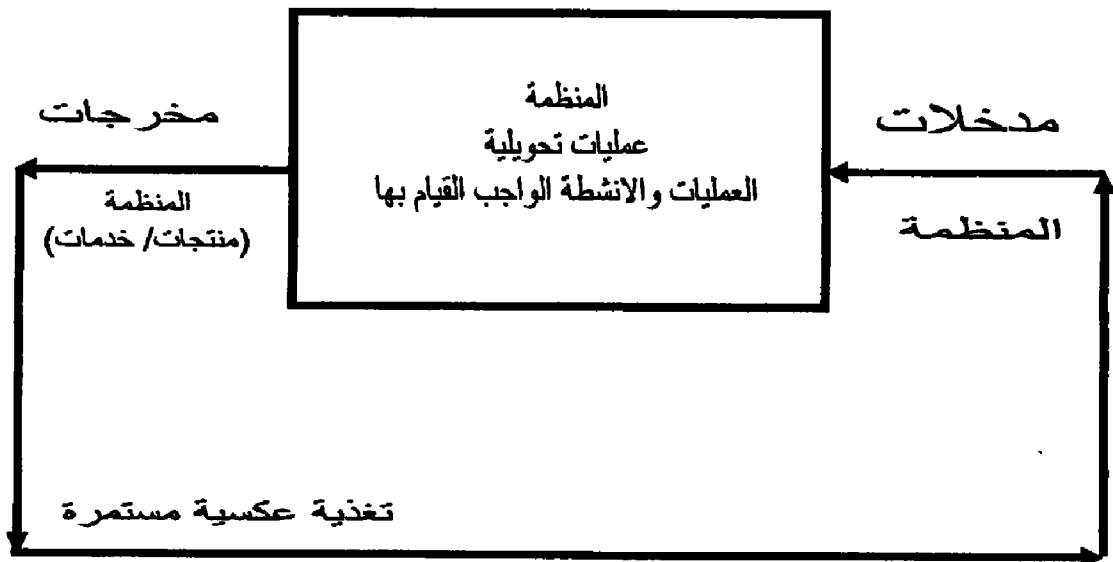 مدخلات
المنظمة
المنظمة
عمليات تحويلية
العمليات والانشطة الواجب القيام بها
مخرجات
المنظمة
(منتجات/ خدمات)
تغذية عكسية مستمرة